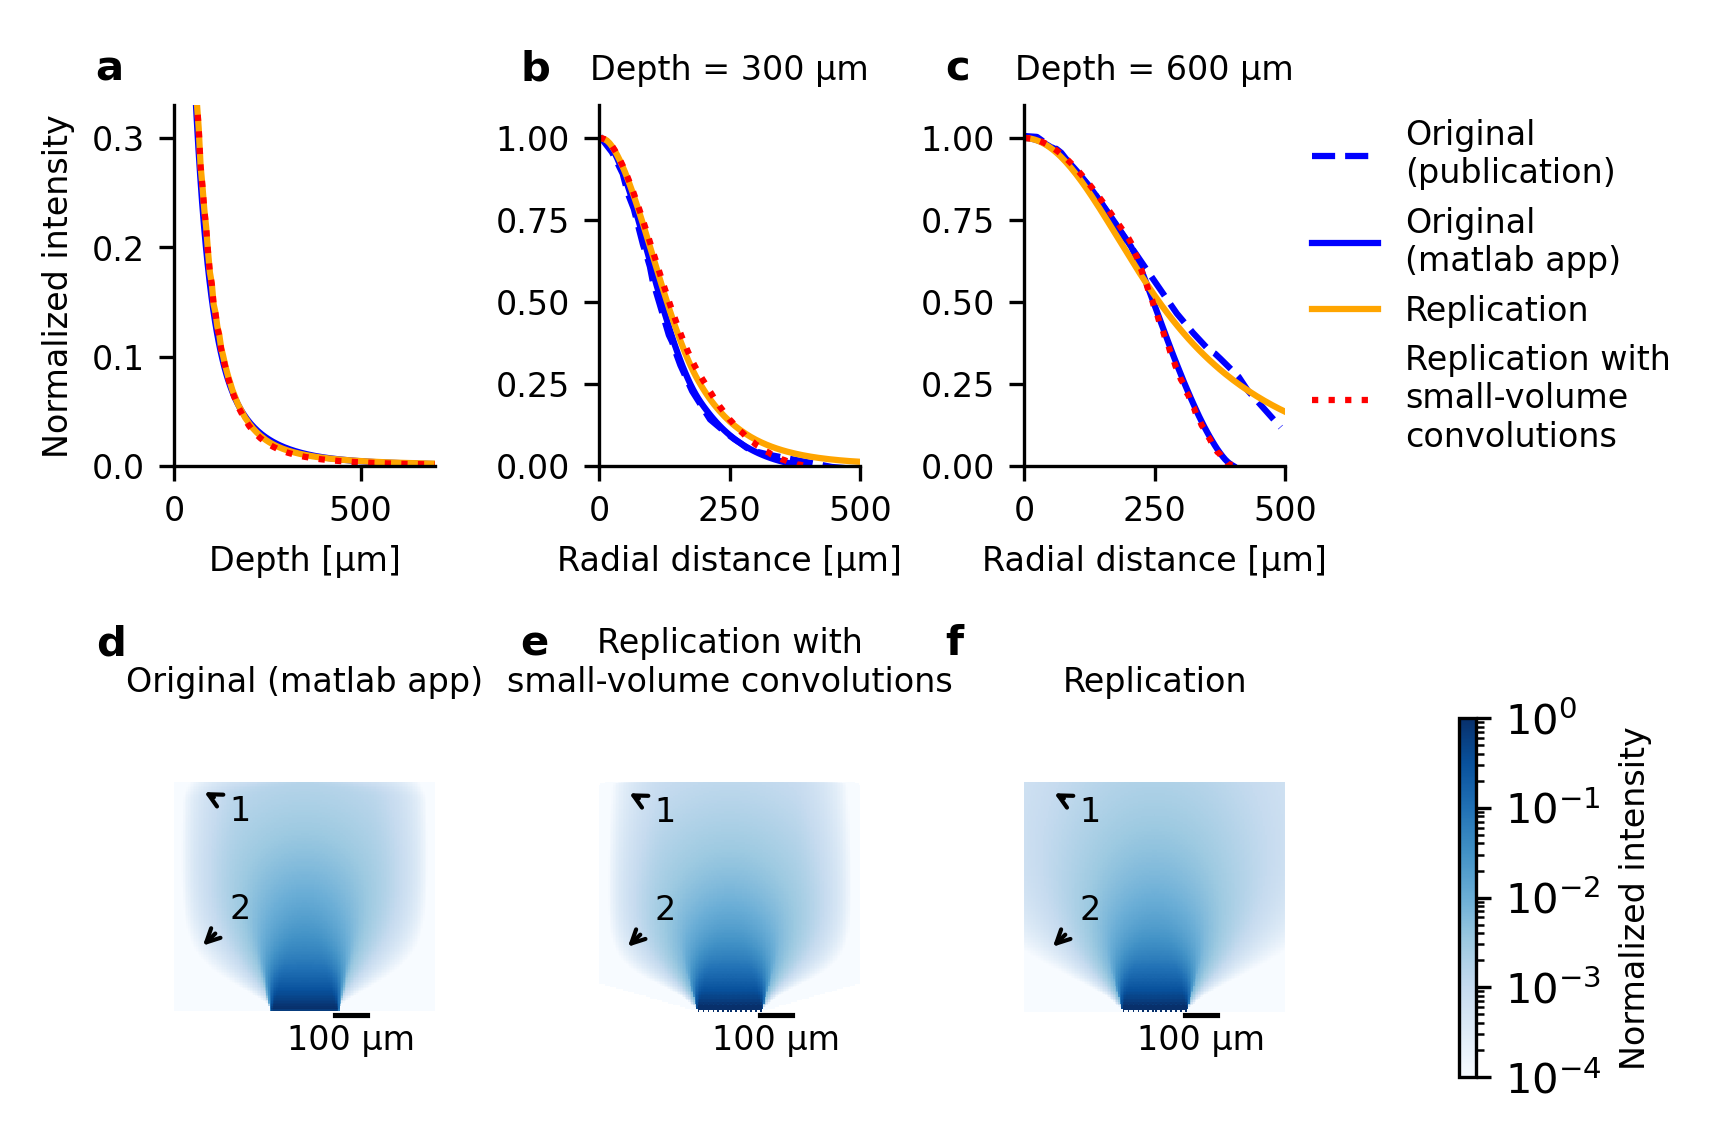 a
Normalized intensity
0.3
0.2
0.1
0.0
0
500
Depth [µm]
b
Depth = 300 µm
1.00
0.75
0.50
0.25
0.00
0
250
500
Radial distance [µm]
c
Depth = 600 µm
1.00
0.75
0.50
0.25
0.00
0
250
500
Radial distance [µm]
Original
(publication)
Original
(matlab app)
Replication
Replication with
small-volume
convolutions
d
Original (matlab app)
1
2
100 µm
e
Replication with
small-volume convolutions
1
2
100 µm
f
Replication
1
2
100 µm
10⁰
10⁻¹
10⁻²
10⁻³
10⁻⁴
Normalized intensity